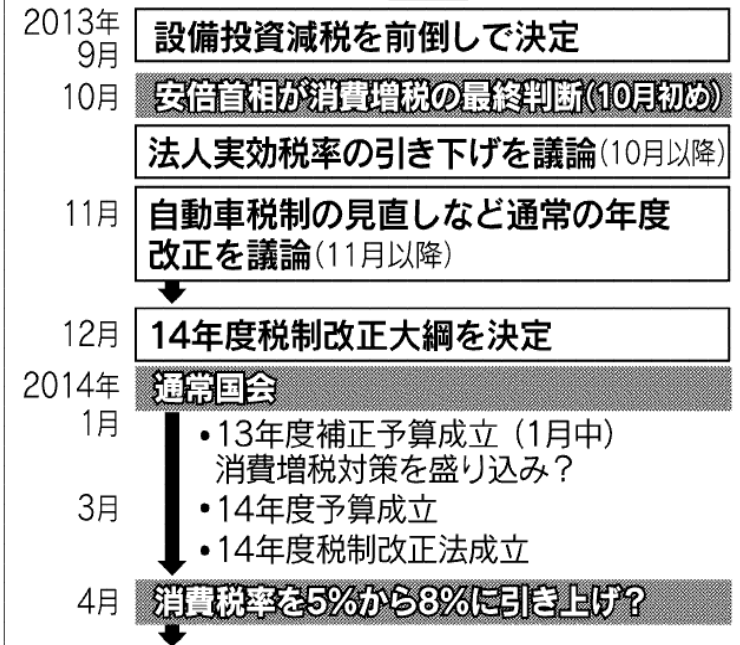 2013年
9月
設備投資減税を前倒しで決定
10月
安倍首相が消費増税の最終判断(10月初め)
法人実効税率の引き下げを議論(10月以降)
11月
自動車税制の見直しなど通常の年度
改正を議論(11月以降)
12月
14年度税制改正大綱を決定
2014年
通常国会
1月
•13年度補正予算成立（1月中）
消費増税対策を盛り込み？
3月
•14年度予算成立
•14年度税制改正法成立
4月
消費税率を5%から8%に引き上げ？